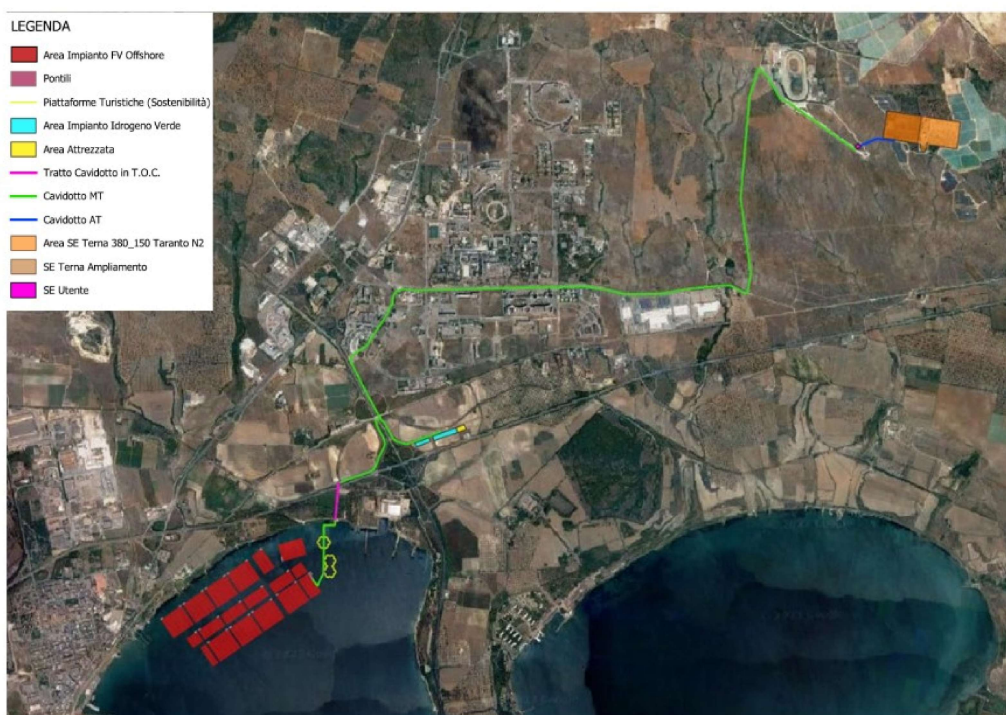 LEGENDA
Area Impianto FV Offshore
Pontili
Piattaforme Turistiche (Sostenibilità)
Area Impianto Idrogeno Verde
Area Attrezzata
Tratto Cavidotto in T.O.C.
Cavidotto MT
Cavidotto AT
Area SE Terna 380_150 Taranto N2
SE Terna Ampliamento
SE Utente